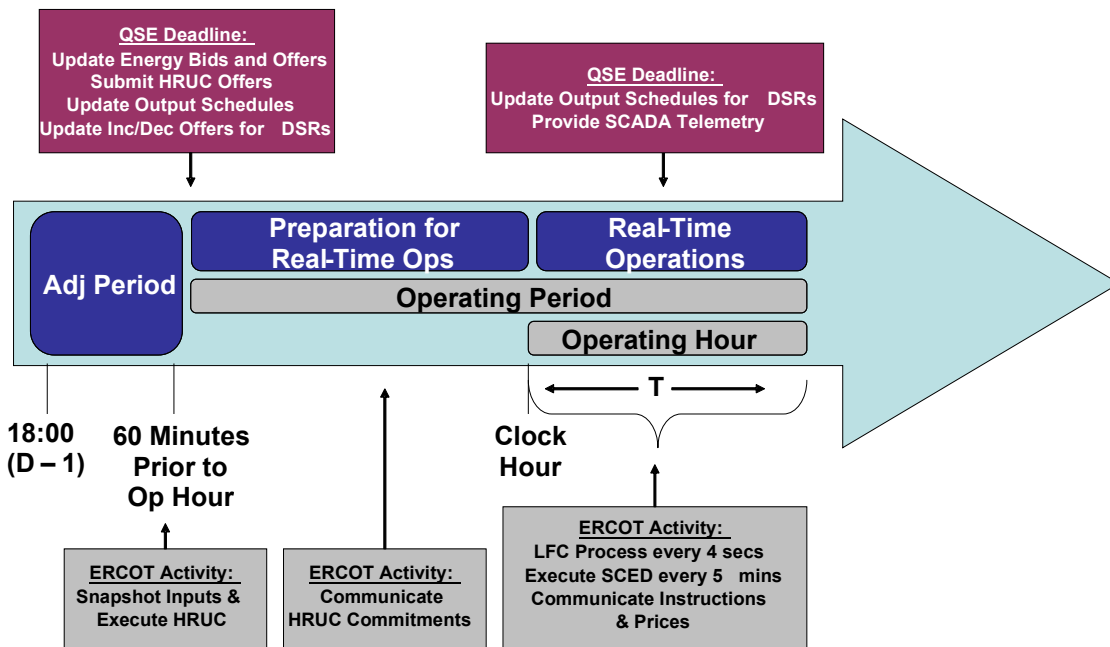 QSE Deadline:
Update Energy Bids and Offers
Submit HRUC Offers
Update Output Schedules
Update Inc/Dec Offers for DSRs
QSE Deadline:
Update Output Schedules for DSRs
Provide SCADA Telemetry
Adj Period
Preparation for
Real-Time Ops
Real-Time
Operations
Operating Period
Operating Hour
T
18:00
(D – 1)
60 Minutes
Prior to
Op Hour
Clock
Hour
ERCOT Activity:
Snapshot Inputs &
Execute HRUC
ERCOT Activity:
Communicate
HRUC Commitments
ERCOT Activity:
LFC Process every 4 secs
Execute SCED every 5 mins
Communicate Instructions
& Prices